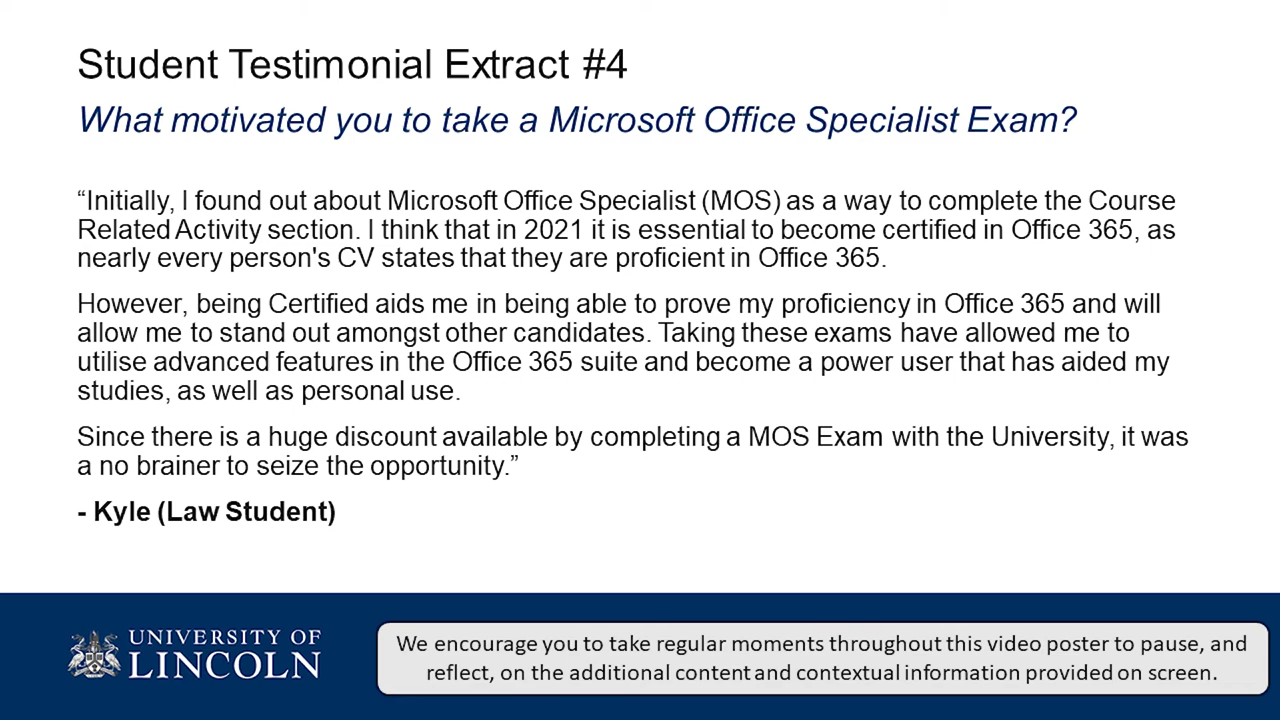 Student Testimonial Extract #4
What motivated you to take a Microsoft Office Specialist Exam?
“Initially, I found out about Microsoft Office Specialist (MOS) as a way to complete the Course
Related Activity section. I think that in 2021 it is essential to become certified in Office 365, as
nearly every person's CV states that they are proficient in Office 365.
However, being Certified aids me in being able to prove my proficiency in Office 365 and will
allow me to stand out amongst other candidates. Taking these exams have allowed me to
utilise advanced features in the Office 365 suite and become a power user that has aided my
studies, as well as personal use.
Since there is a huge discount available by completing a MOS Exam with the University, it was
a no brainer to seize the opportunity.”
- Kyle (Law Student)
UNIVERSITY OF
LINCOLN
We encourage you to take regular moments throughout this video poster to pause, and
reflect, on the additional content and contextual information provided on screen.